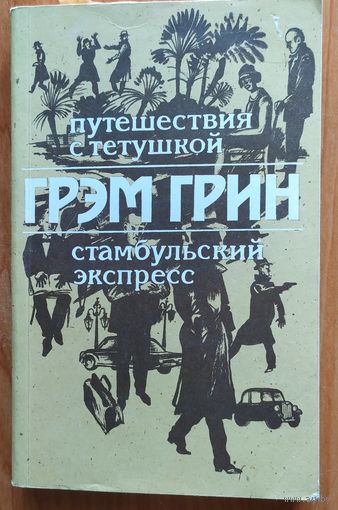 путешествия
с тетушкой
ГРЭМ ГРИН
стамбульский
экспресс